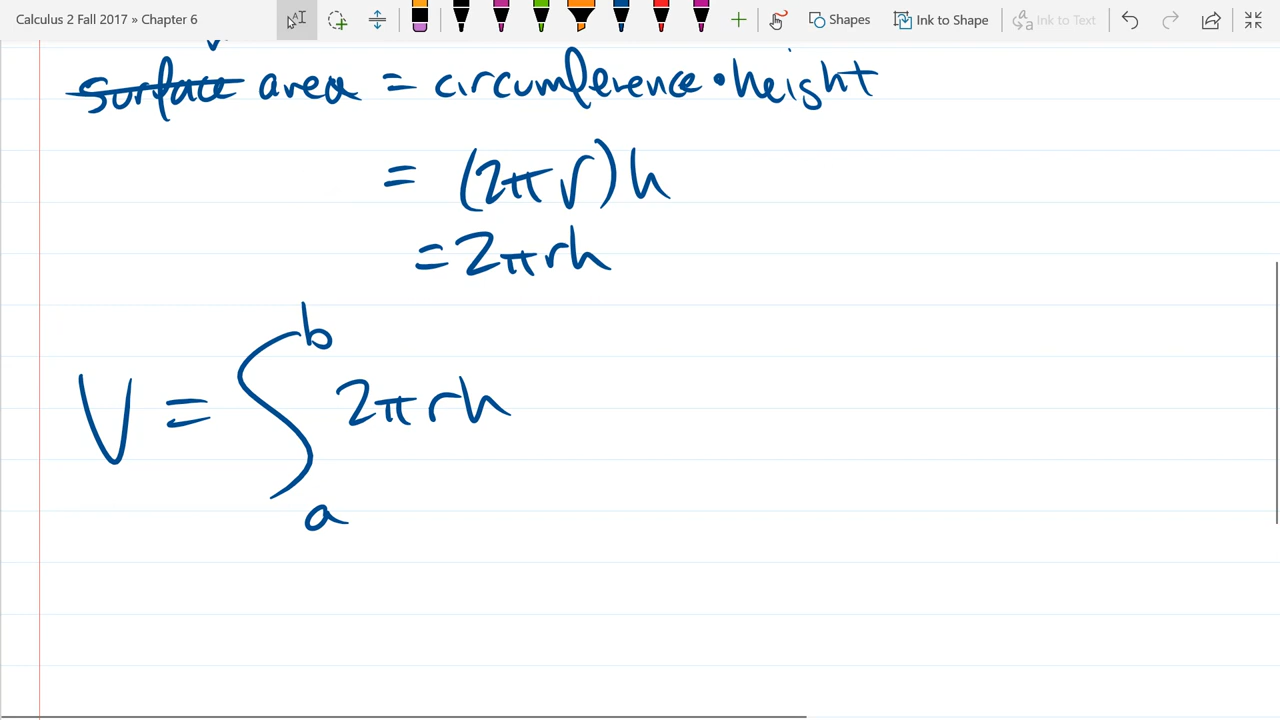 Calculus 2 Fall 2017 » Chapter 6 Shapes Ink to Shape Ink to Text
surface area = circumference • height
= (2πr)h
= 2πrh
V = ∫_a^b 2πrh